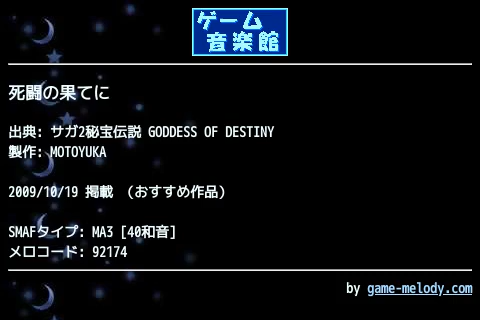 ゲーム
音楽館
死闘の果てに
出典: サガ2秘宝伝説 GODDESS OF DESTINY
製作: MOTOYUKA
2009/10/19 掲載 (おすすめ作品)
SMAFタイプ: MA3 [40和音]
メロコード: 92174
by game-melody.com